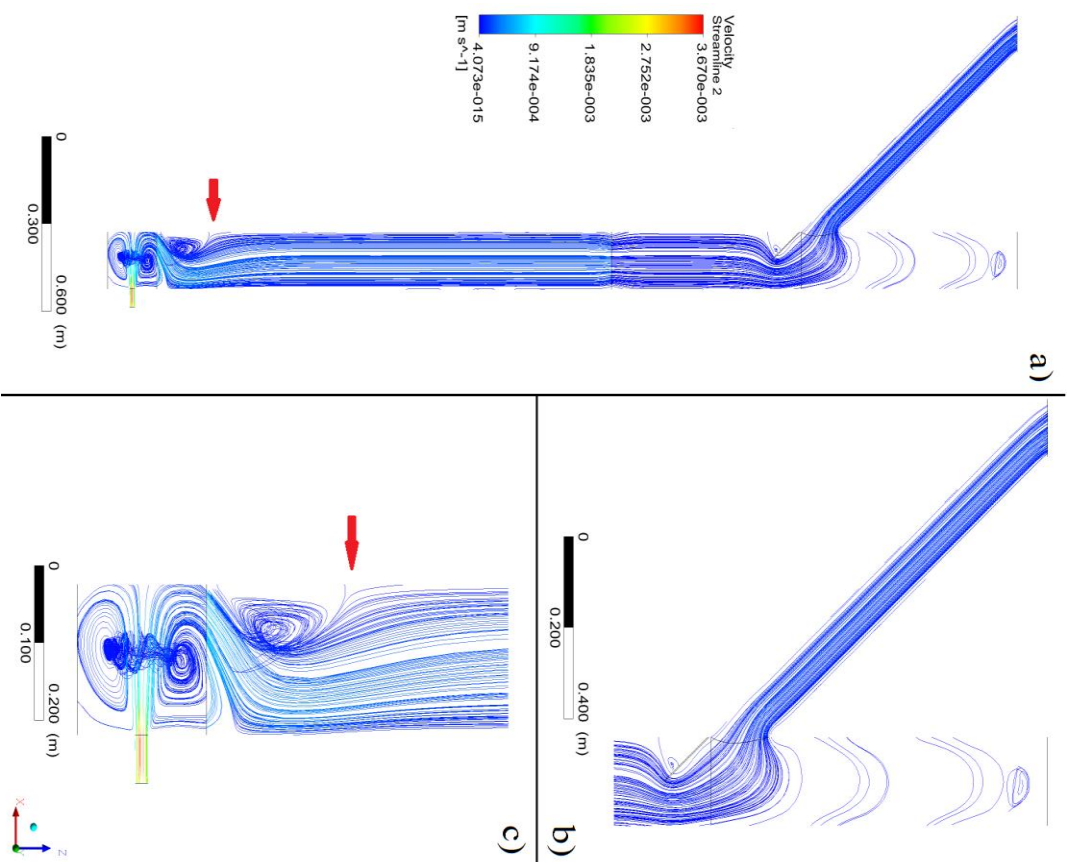 a)
Velocity
Streamline 2
3.670e-003
2.752e-003
1.835e-003
9.174e-004
4.073e-015
[m s^-1]
0 0.600 (m)
0.300
b)
0 0.400 (m)
0.200
c)
0 0.200 (m)
0.100
X
Z